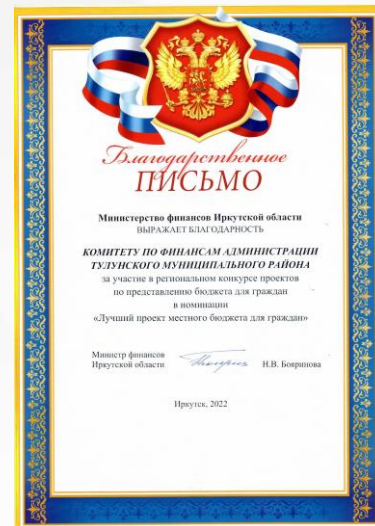 Благодарственное
ПИСЬМО
Министерство финансов Иркутской области
ВЫРАЖАЕТ БЛАГОДАРНОСТЬ
КОМИТЕТУ ПО ФИНАНСАМ АДМИНИСТРАЦИИ
ТУЛУНСКОГО МУНИЦИПАЛЬНОГО РАЙОНА
за участие в региональном конкурсе проектов
по представлению бюджета для граждан
в номинации
«Лучший проект местного бюджета для граждан»
Министр финансов
Иркутской области Н.В. Бояринова
Иркутск, 2022